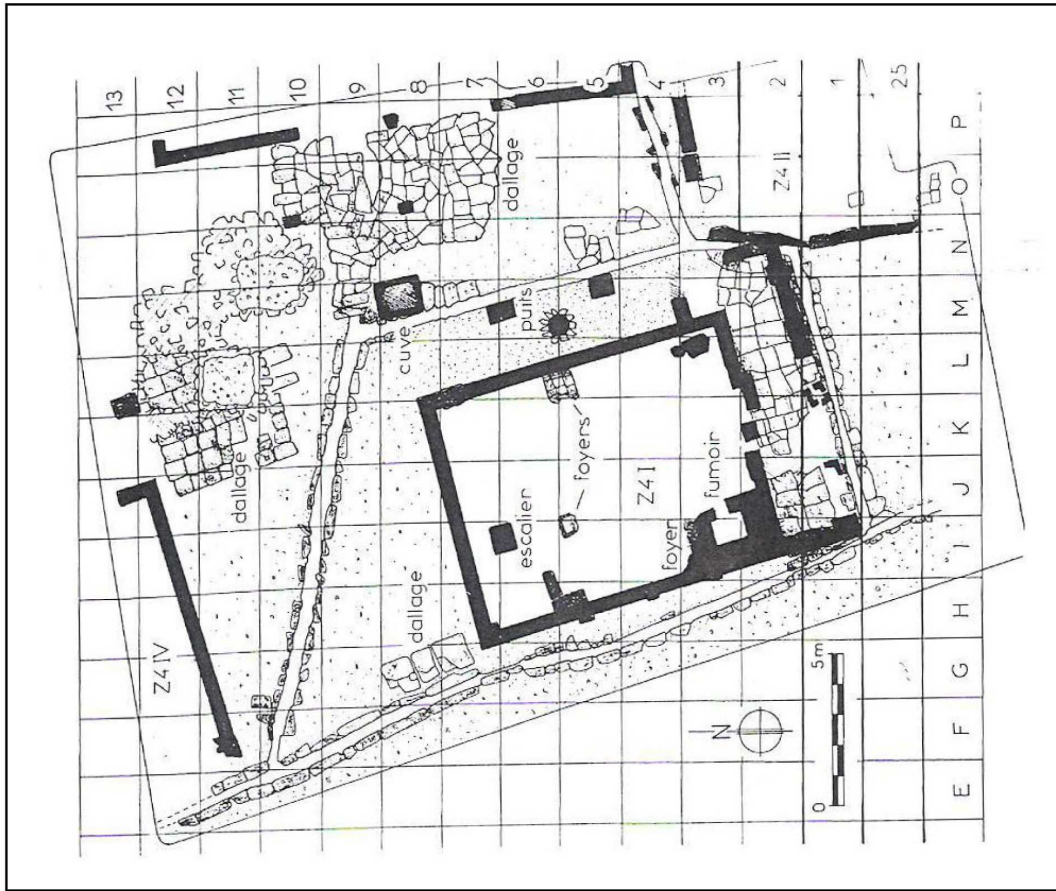 13
12
11
10
9
8
7
6
5
4
3
2
1
25
P
O
N
M
L
K
J
I
H
G
F
E
dallage
Z4 II
puits
cuve
foyers
Z4 I
fumoir
foyer
escalier
dallage
dallage
Z4 IV
N
0
5m